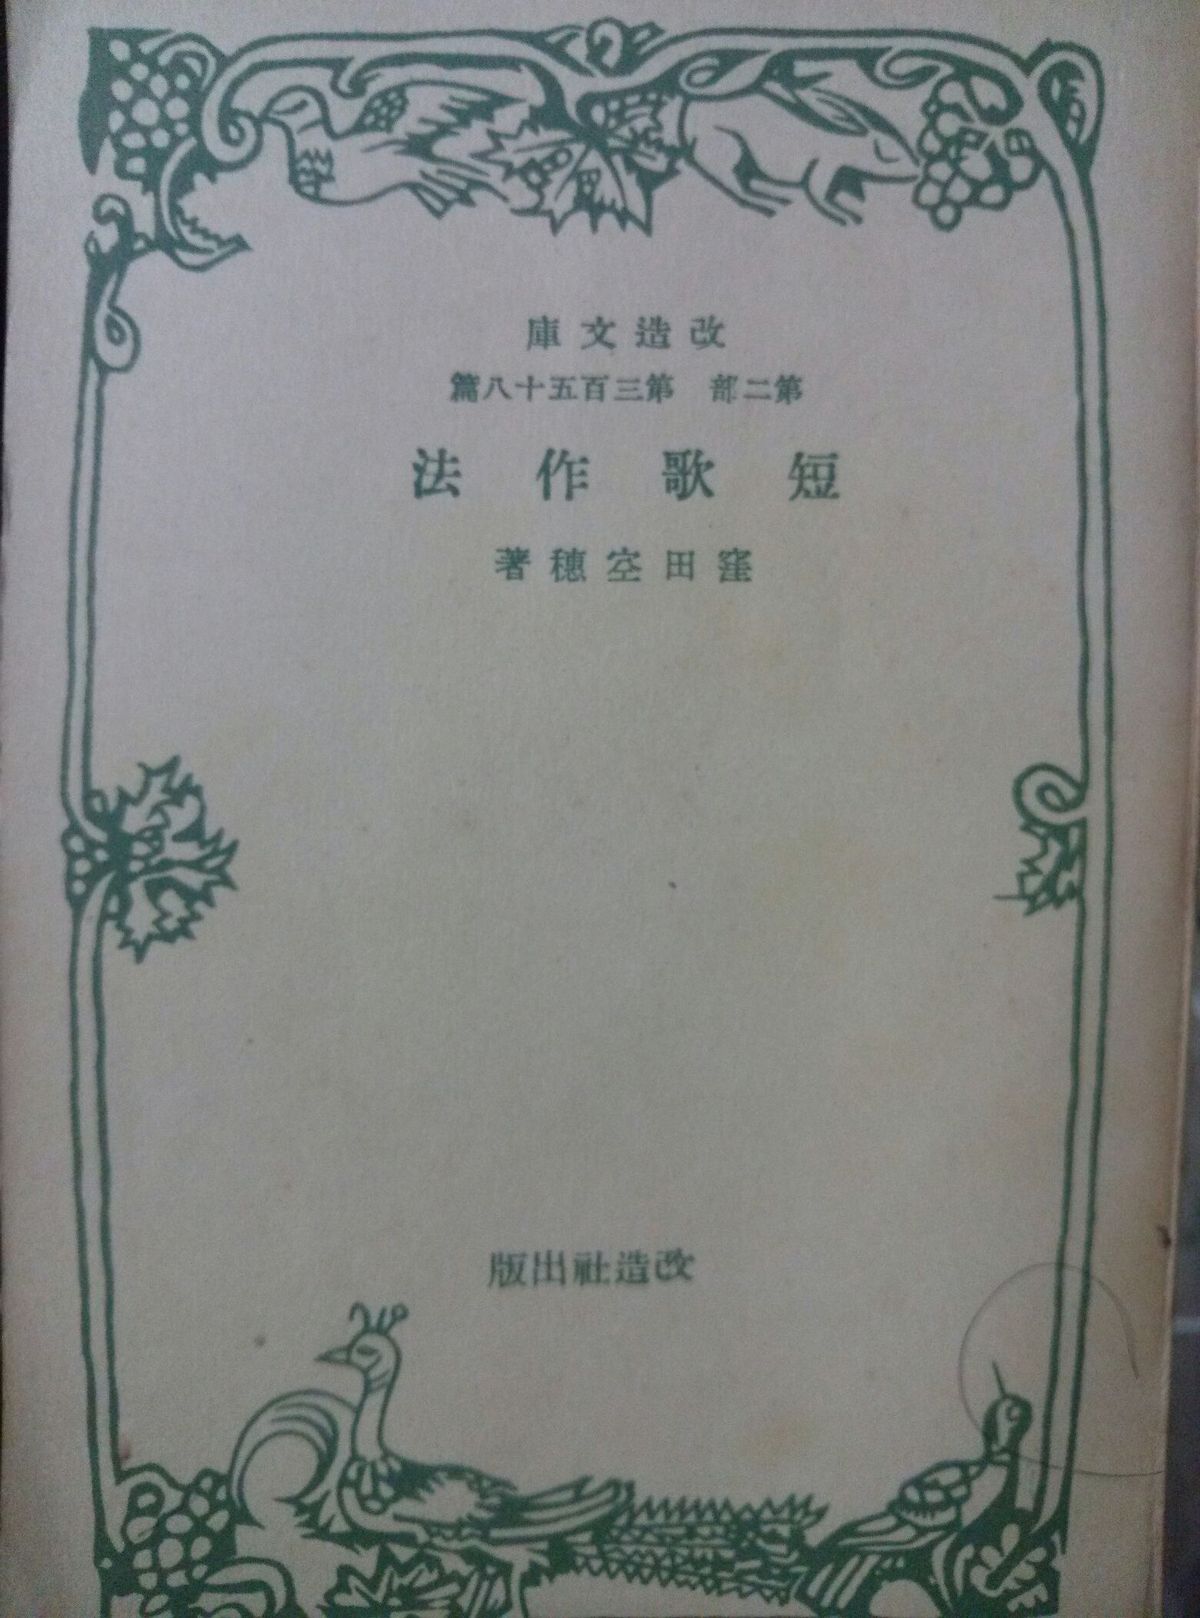 改造文庫
第二部　第三百五十八篇
短歌作法
窪田空穂著
改造社出版